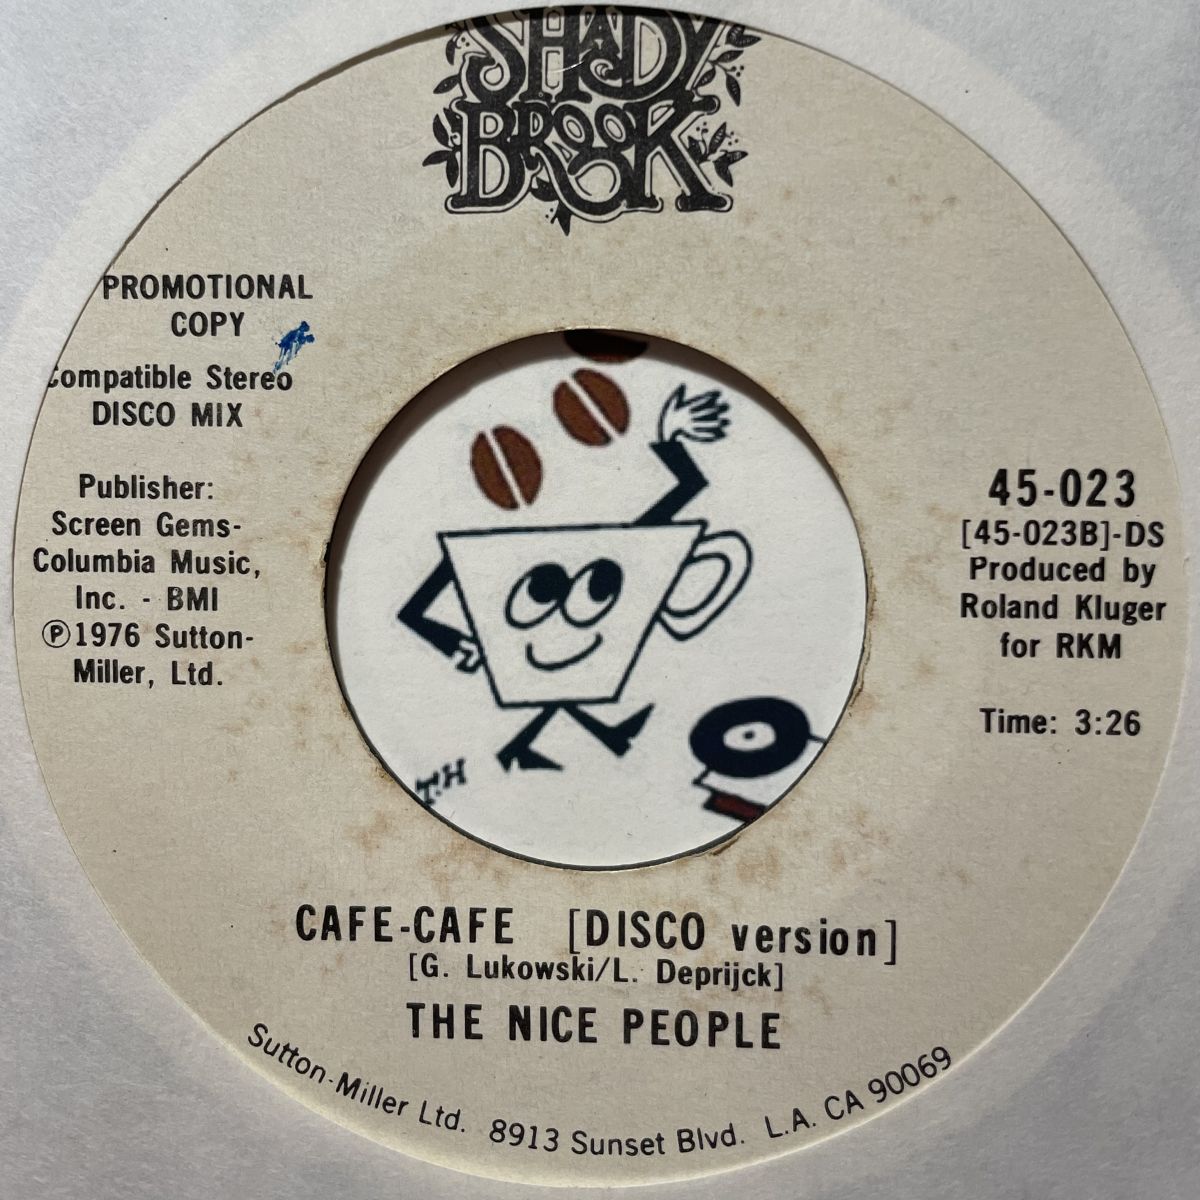 SHADY
BROOK
PROMOTIONAL
COPY
Compatible Stereo
DISCO MIX
Publisher:
Screen Gems-
Columbia Music,
Inc. - BMI
Ⓟ1976 Sutton-
Miller, Ltd.
45-023
[45-023B]-DS
Produced by
Roland Kluger
for RKM
Time: 3:26
T.H
CAFE-CAFE [DISCO version]
[G. Lukowski/L. Deprijck]
THE NICE PEOPLE
Sutton-Miller Ltd. 8913 Sunset Blvd. L.A. CA 90069